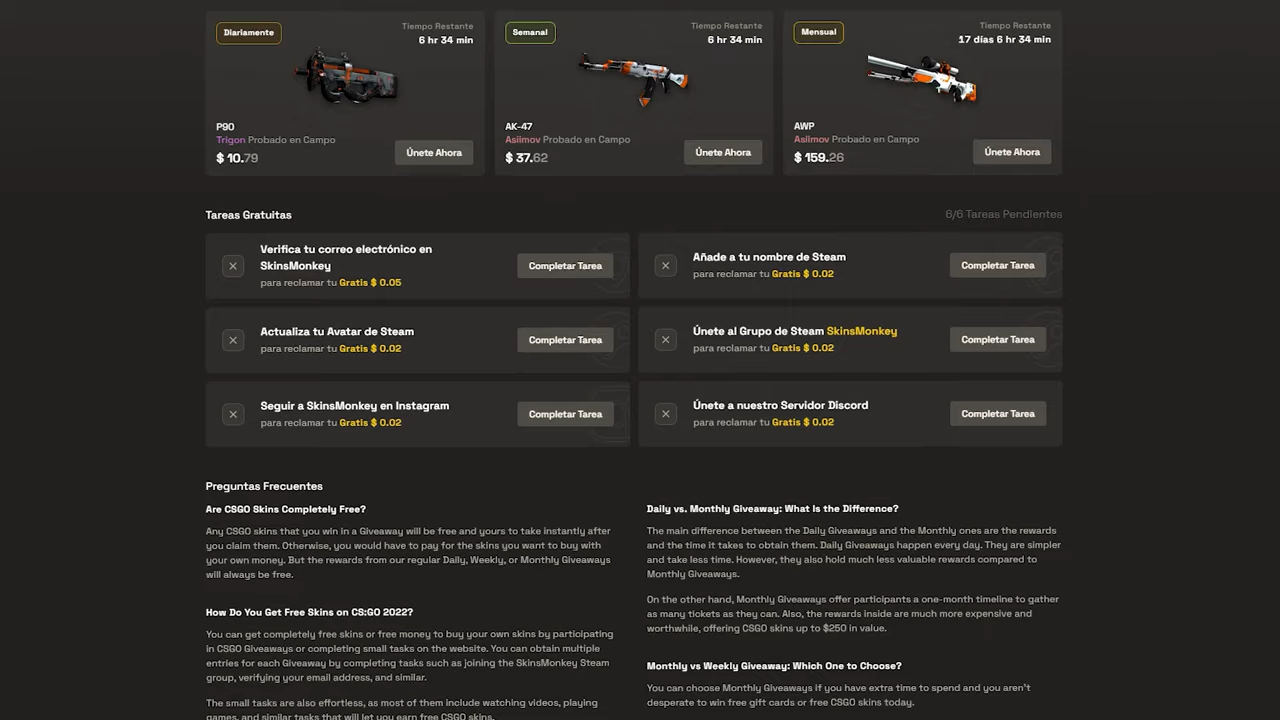 Diariamente
Tiempo Restante
6 hr 34 min
P90
Trigon Probado en Campo
$ 10.79
Únete Ahora
Semanal
Tiempo Restante
6 hr 34 min
AK-47
Asiimov Probado en Campo
$ 37.62
Únete Ahora
Mensual
Tiempo Restante
17 días 6 hr 34 min
AWP
Asiimov Probado en Campo
$ 159.26
Únete Ahora
Tareas Gratuitas
6/6 Tareas Pendientes
Verifica tu correo electrónico en
SkinsMonkey
para reclamar tu Gratis $ 0.05
Completar Tarea
Añade a tu nombre de Steam
para reclamar tu Gratis $ 0.02
Completar Tarea
Actualiza tu Avatar de Steam
para reclamar tu Gratis $ 0.02
Completar Tarea
Únete al Grupo de Steam SkinsMonkey
para reclamar tu Gratis $ 0.02
Completar Tarea
Seguir a SkinsMonkey en Instagram
para reclamar tu Gratis $ 0.02
Completar Tarea
Únete a nuestro Servidor Discord
para reclamar tu Gratis $ 0.02
Completar Tarea
Preguntas Frecuentes
Are CSGO Skins Completely Free?
Any CSGO skins that you win in a Giveaway will be free and yours to take instantly after
you claim them. Otherwise, you would have to pay for the skins you want to buy with
your own money. But the rewards from our regular Daily, Weekly, or Monthly Giveaways
will always be free.
How Do You Get Free Skins on CS:GO 2022?
You can get completely free skins or free money to buy your own skins by participating
in CSGO Giveaways or completing small tasks on the website. You can obtain multiple
entries for each Giveaway by completing tasks such as joining the SkinsMonkey Steam
group, verifying your email address, and similar.
The small tasks are also effortless, as most of them include watching videos, playing
games, and similar tasks that will let you earn free CSGO skins.
Daily vs. Monthly Giveaway: What Is the Difference?
The main difference between the Daily Giveaways and the Monthly ones are the rewards
and the time it takes to obtain them. Daily Giveaways happen every day. They are simpler
and take less time. However, they also hold much less valuable rewards compared to
Monthly Giveaways.
On the other hand, Monthly Giveaways offer participants a one-month timeline to gather
as many tickets as they can. Also, the rewards inside are much more expensive and
worthwhile, offering CSGO skins up to $250 in value.
Monthly vs Weekly Giveaway: Which One to Choose?
You can choose Monthly Giveaways if you have extra time to spend and you aren't
desperate to win free gift cards or free CSGO skins today.